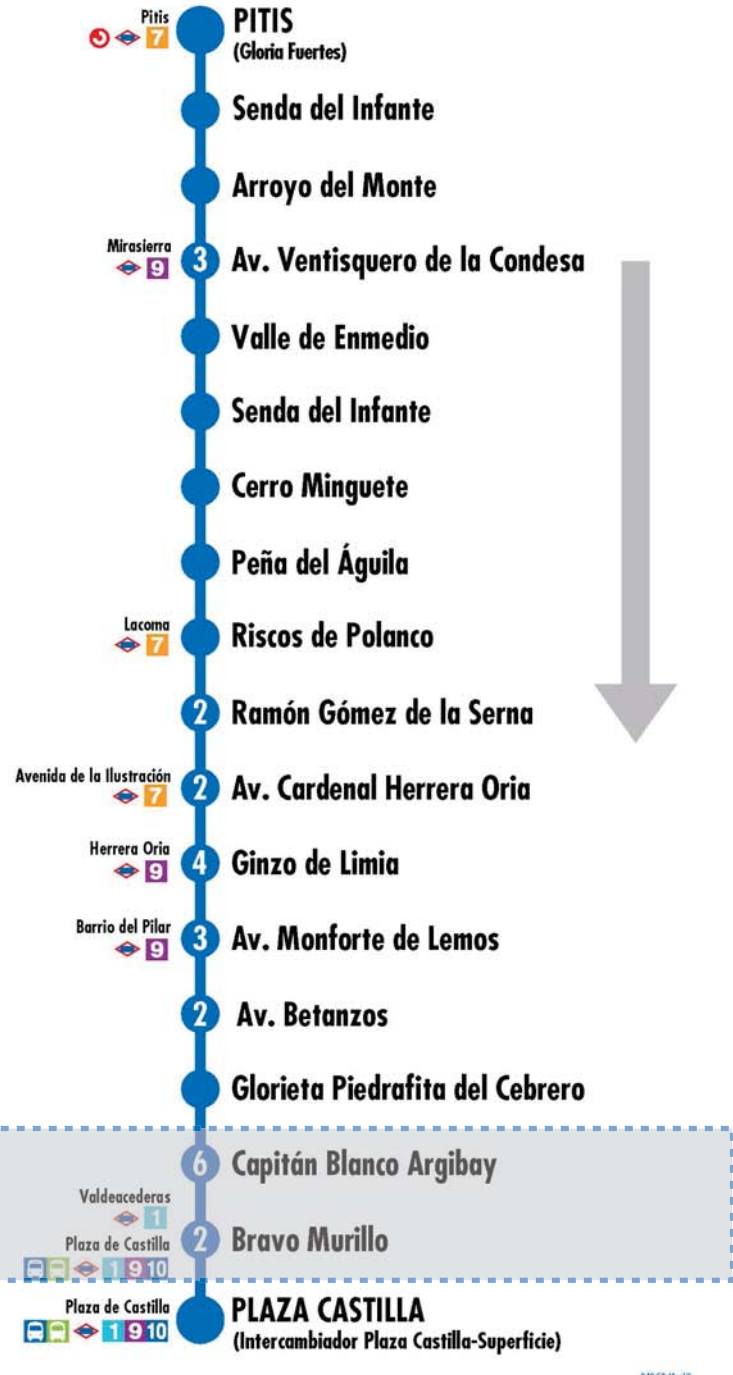 Pitis
7
PITIS
(Gloria Fuertes)
Senda del Infante
Arroyo del Monte
Mirasierra
9
3
Av. Ventisquero de la Condesa
Valle de Enmedio
Senda del Infante
Cerro Minguete
Peña del Águila
Lacoma
7
Riscos de Polanco
2
Ramón Gómez de la Serna
Avenida de la Ilustración
7
2
Av. Cardenal Herrera Oria
Herrera Oria
9
4
Ginzo de Limia
Barrio del Pilar
9
3
Av. Monforte de Lemos
2
Av. Betanzos
Glorieta Piedrafita del Cebrero
6
Capitán Blanco Argibay
Valdeacederas
1
Plaza de Castilla
1 9 10
2
Bravo Murillo
Plaza de Castilla
1 9 10
PLAZA CASTILLA
(Intercambiador Plaza Castilla-Superficie)